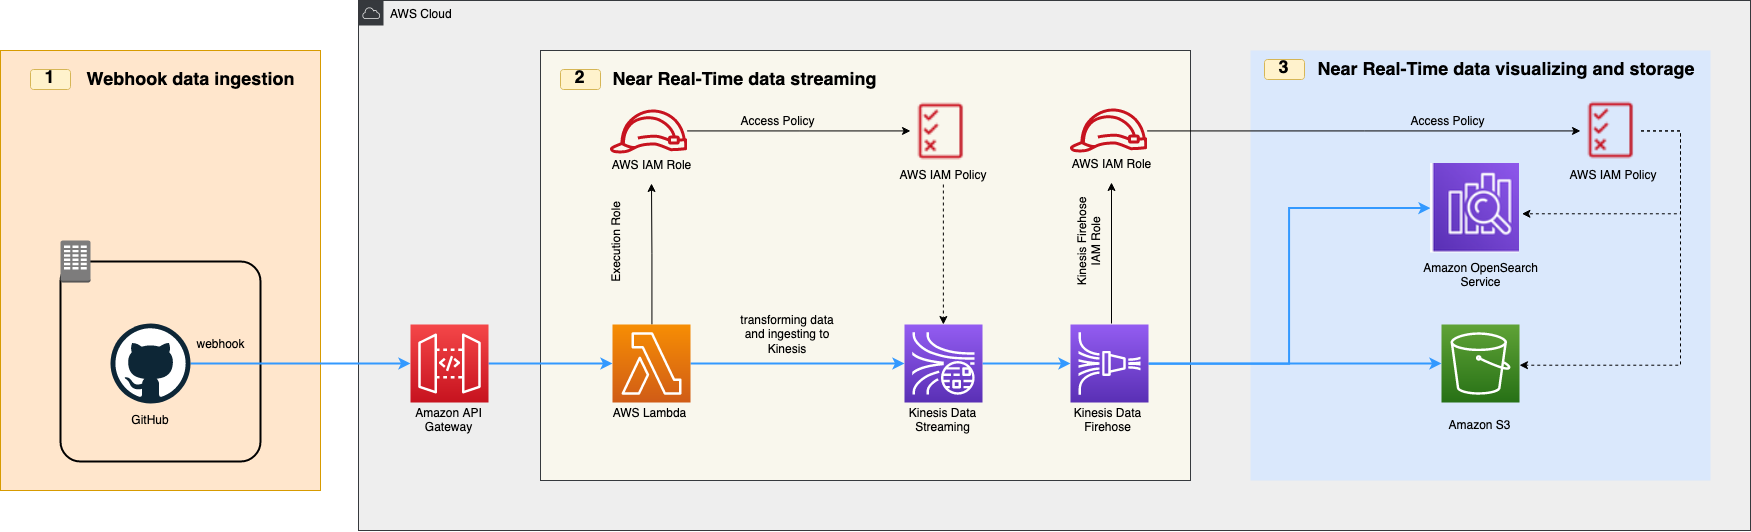 AWS Cloud
1
Webhook data ingestion
webhook
GitHub
Amazon API
Gateway
2
Near Real-Time data streaming
AWS IAM Role
Access Policy
AWS IAM Policy
AWS IAM Role
Execution Role
Kinesis Firehose
IAM Role
transforming data
and ingesting to
Kinesis
AWS Lambda
Kinesis Data
Streaming
Kinesis Data
Firehose
3
Near Real-Time data visualizing and storage
Access Policy
AWS IAM Policy
Amazon OpenSearch
Service
Amazon S3